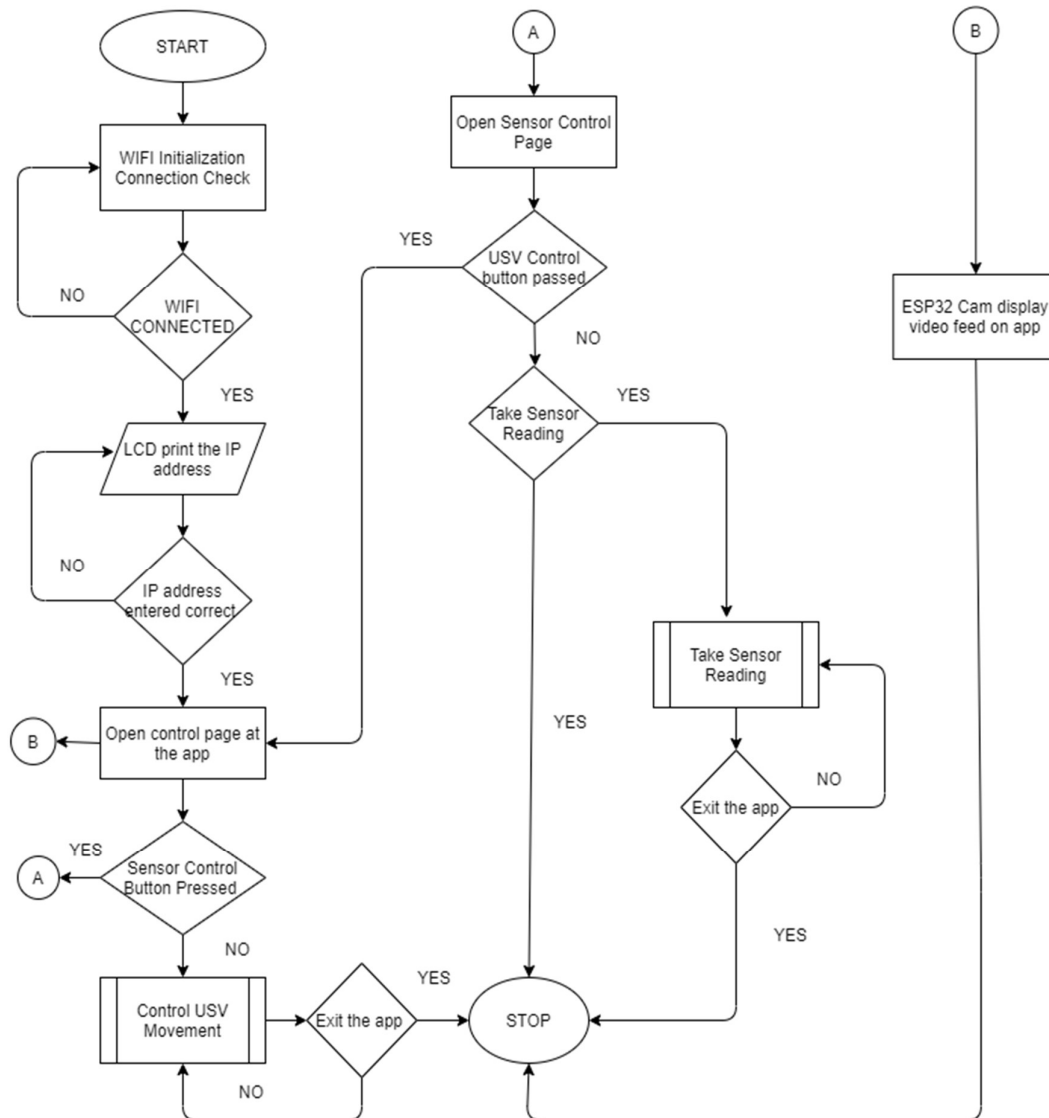 START
WIFI Initialization
Connection Check
NO
WIFI
CONNECTED
YES
LCD print the IP
address
NO
IP address
entered correct
YES
B
Open control page at
the app
YES
A
Sensor Control
Button Pressed
NO
Control USV
Movement
Exit the app
YES
NO
STOP
A
Open Sensor Control
Page
YES
USV Control
button passed
NO
Take Sensor
Reading
YES
YES
Take Sensor
Reading
NO
Exit the app
YES
B
ESP32 Cam display
video feed on app